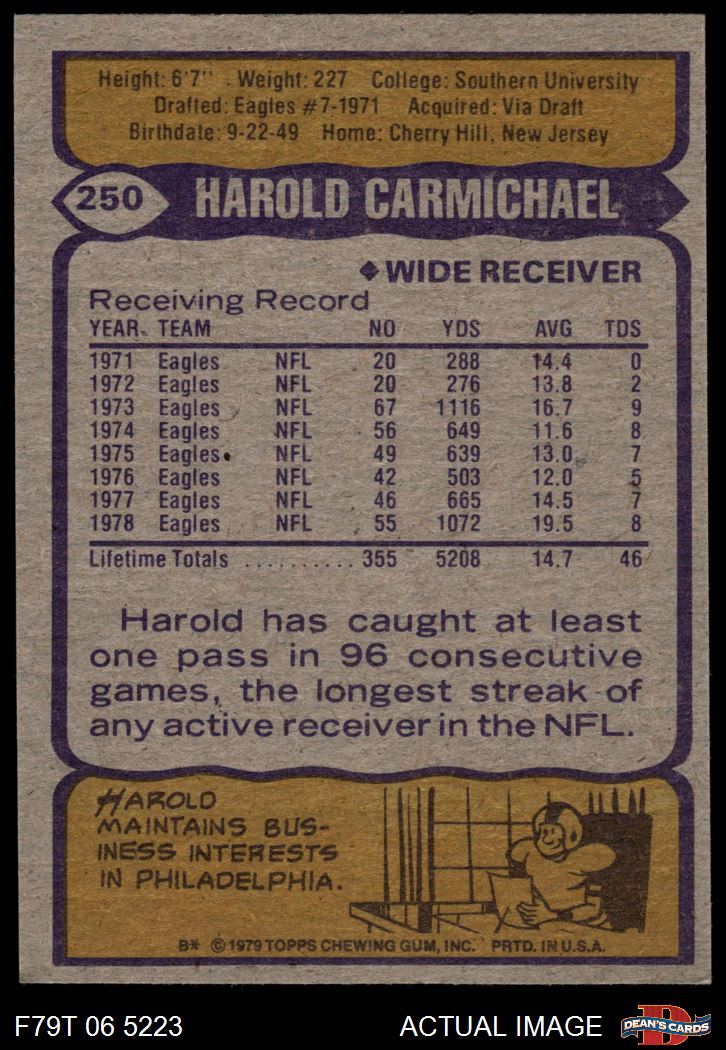 Height: 6'7" Weight: 227 College: Southern University
Drafted: Eagles #7-1971 Acquired: Via Draft
Birthdate: 9-22-49 Home: Cherry Hill, New Jersey
250 HAROLD CARMICHAEL
◆WIDE RECEIVER
Receiving Record
YEAR TEAM NO YDS AVG TDS
1971 Eagles NFL 20 288 14.4 0
1972 Eagles NFL 20 276 13.8 2
1973 Eagles NFL 67 1116 16.7 9
1974 Eagles NFL 56 649 11.6 8
1975 Eagles NFL 49 639 13.0 7
1976 Eagles NFL 42 503 12.0 5
1977 Eagles NFL 46 665 14.5 7
1978 Eagles NFL 55 1072 19.5 8
Lifetime Totals .......... 355 5208 14.7 46
Harold has caught at least
one pass in 96 consecutive
games, the longest streak of
any active receiver in the NFL.
HAROLD
MAINTAINS BUS-
INESS INTERESTS
IN PHILADELPHIA.
B* © 1979 TOPPS CHEWING GUM, INC. PRTD. IN U.S.A.
F79T 06 5223 ACTUAL IMAGE DEAN'S CARDS